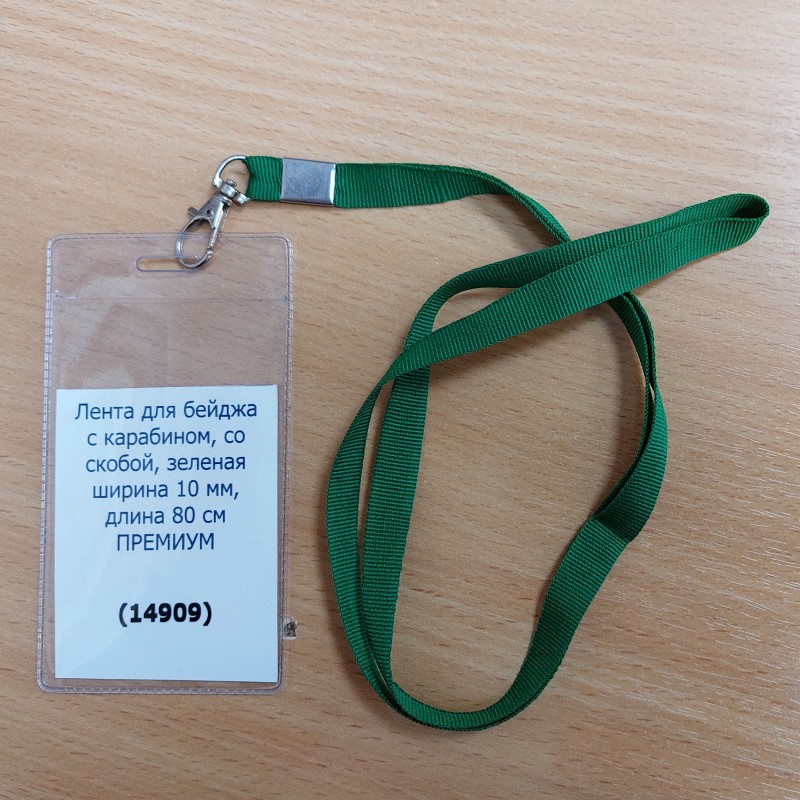 Лента для бейджа
с карабином, со
скобой, зеленая
ширина 10 мм,
длина 80 см
ПРЕМИУМ
(14909)